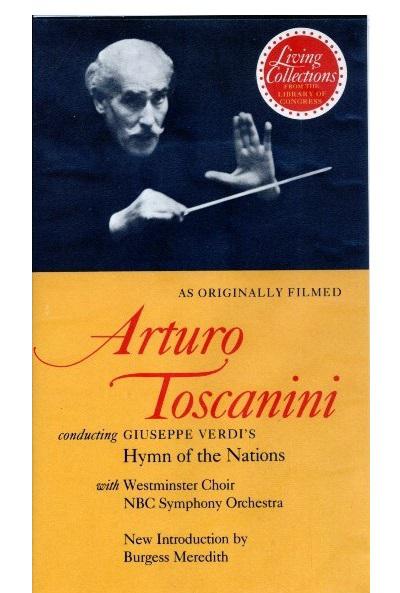 Living
Collections
FROM THE
LIBRARY OF
CONGRESS
AS ORIGINALLY FILMED
Arturo
Toscanini
conducting GIUSEPPE VERDI'S
Hymn of the Nations
with Westminster Choir
NBC Symphony Orchestra
New Introduction by
Burgess Meredith